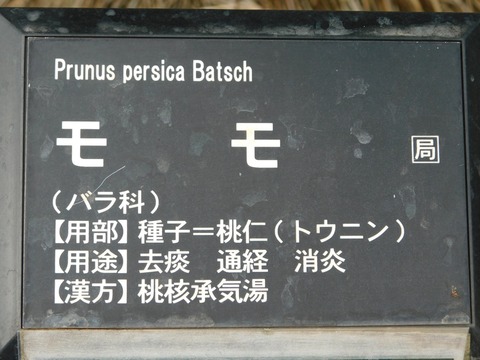 Prunus persica Batsch
モモ 局
(バラ科)
【用部】種子＝桃仁(トウニン)
【用途】去痰 通経 消炎
【漢方】桃核承気湯